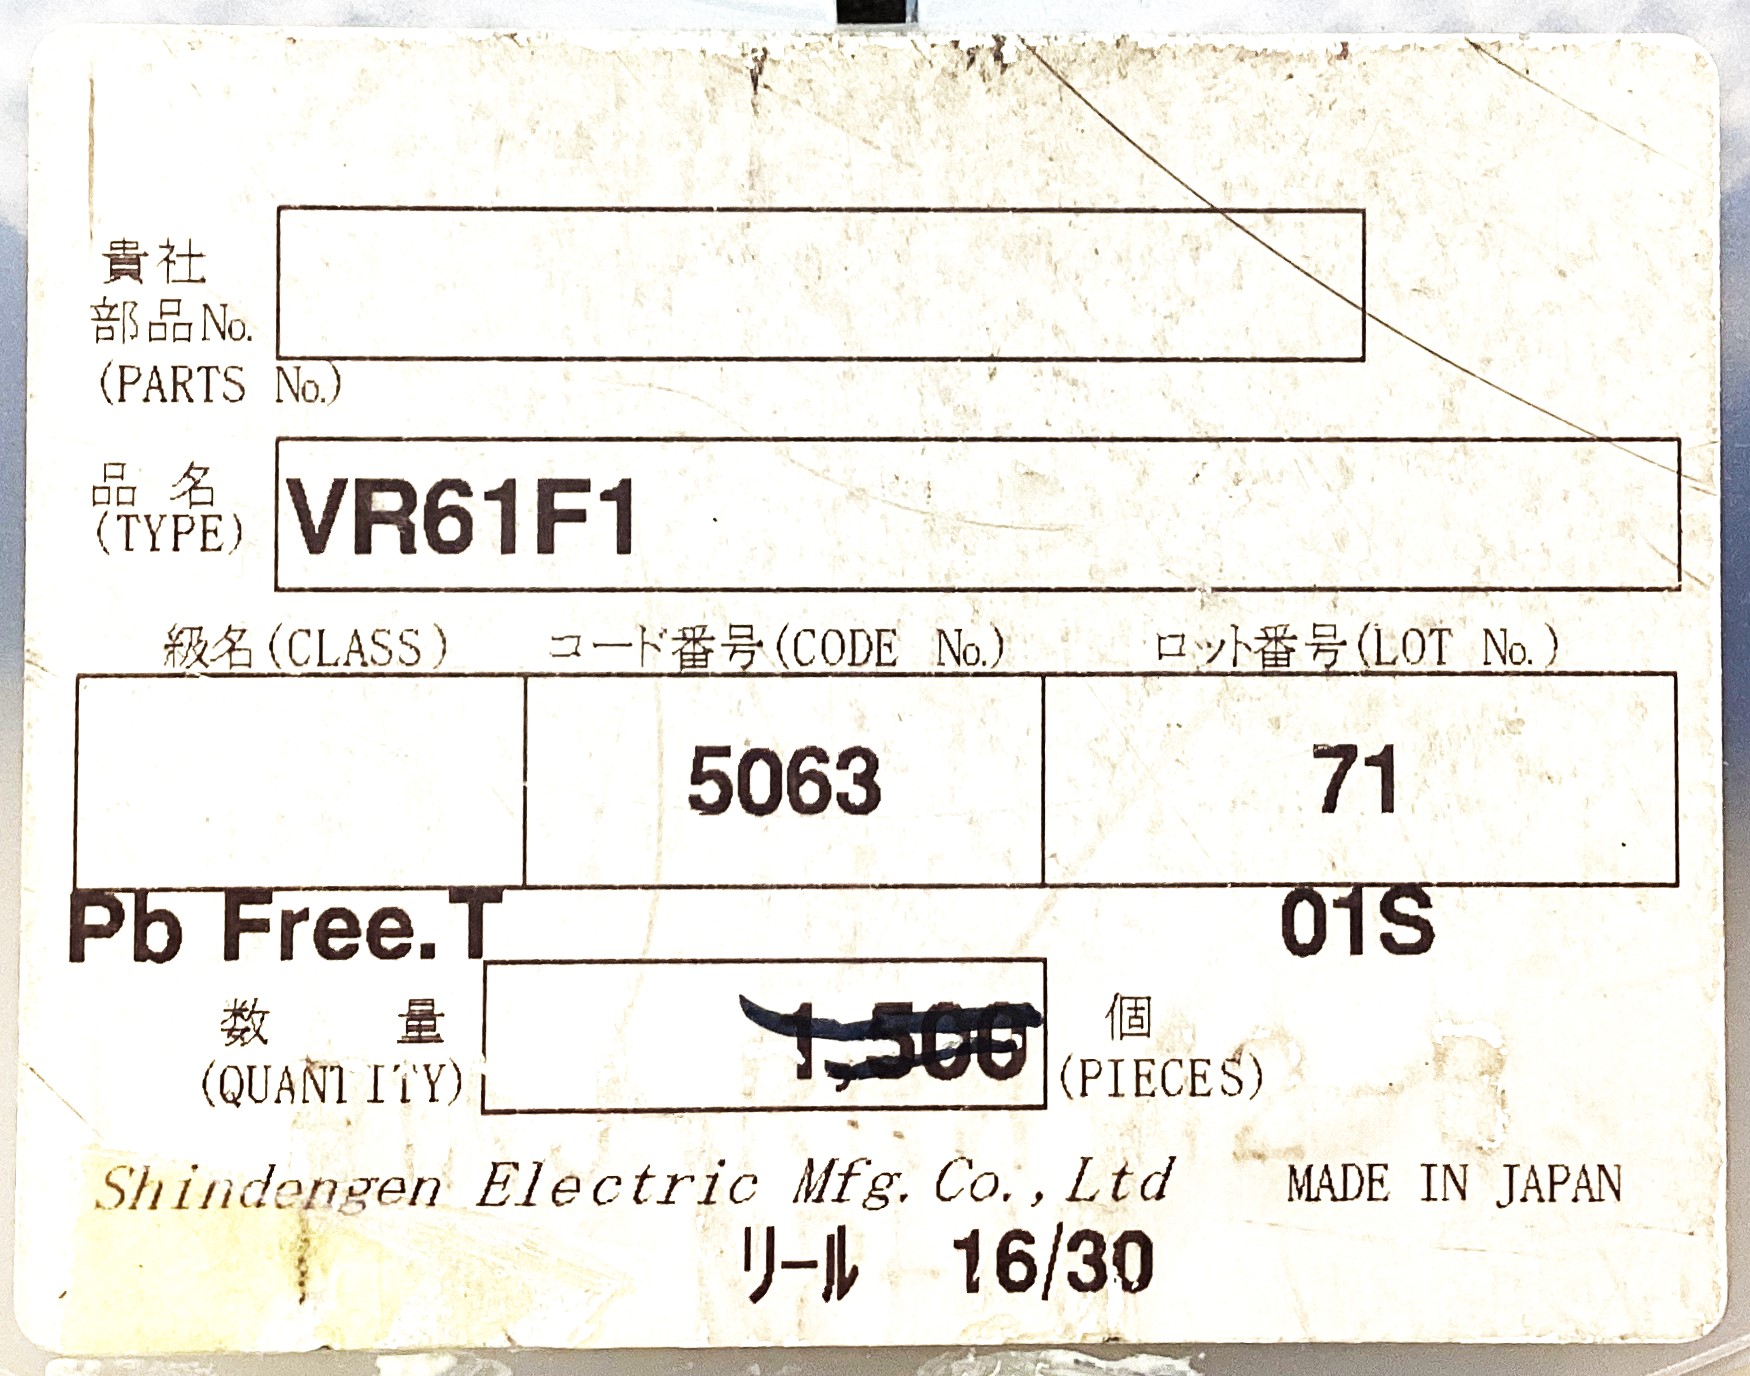 貴社
部品No.
(PARTS No.)
品 名
(TYPE)
VR61F1
級名(CLASS) コード番号(CODE No.) ロット番号(LOT No.)
5063 71
Pb Free.T 01S
数 量
(QUANTITY)
1,500
個
(PIECES)
Shindengen Electric Mfg. Co., Ltd MADE IN JAPAN
リール 16/30